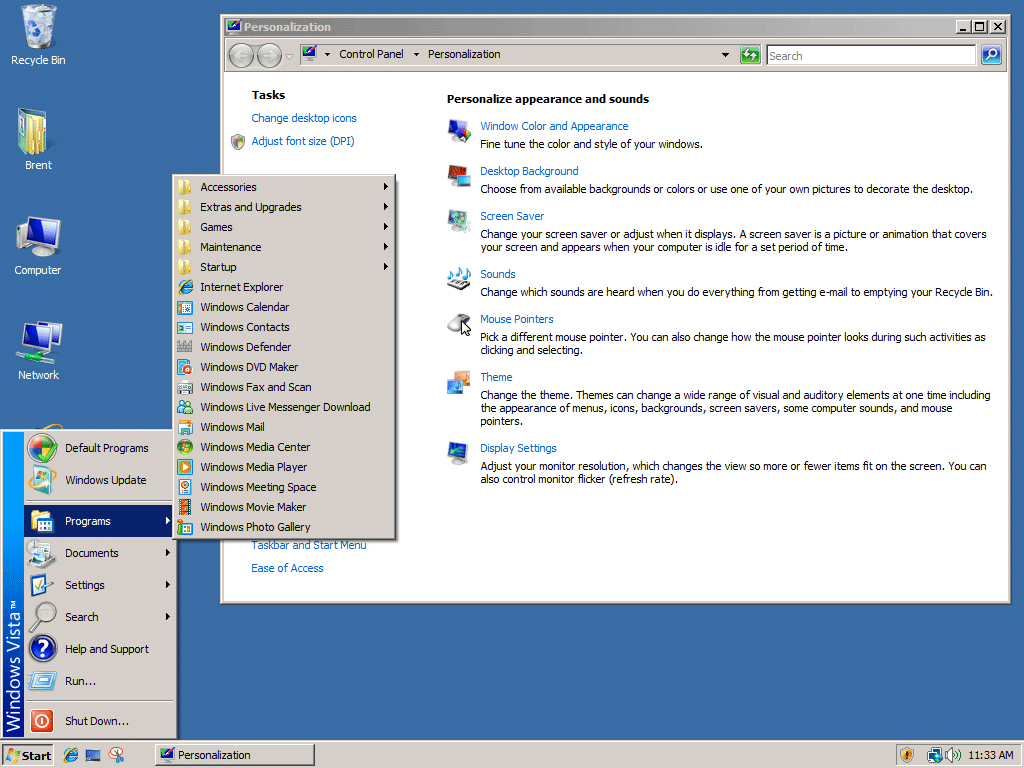 Recycle Bin
Brent
Computer
Network
Personalization
Control Panel
Personalization
Search
Tasks
Change desktop icons
Adjust font size (DPI)
Taskbar and Start Menu
Ease of Access
Personalize appearance and sounds
Window Color and Appearance
Fine tune the color and style of your windows.
Desktop Background
Choose from available backgrounds or colors or use one of your own pictures to decorate the desktop.
Screen Saver
Change your screen saver or adjust when it displays. A screen saver is a picture or animation that covers
your screen and appears when your computer is idle for a set period of time.
Sounds
Change which sounds are heard when you do everything from getting e-mail to emptying your Recycle Bin.
Mouse Pointers
Pick a different mouse pointer. You can also change how the mouse pointer looks during such activities as
clicking and selecting.
Theme
Change the theme. Themes can change a wide range of visual and auditory elements at one time including
the appearance of menus, icons, backgrounds, screen savers, some computer sounds, and mouse
pointers.
Display Settings
Adjust your monitor resolution, which changes the view so more or fewer items fit on the screen. You can
also control monitor flicker (refresh rate).
Accessories
Extras and Upgrades
Games
Maintenance
Startup
Internet Explorer
Windows Calendar
Windows Contacts
Windows Defender
Windows DVD Maker
Windows Fax and Scan
Windows Live Messenger Download
Windows Mail
Windows Media Center
Windows Media Player
Windows Meeting Space
Windows Movie Maker
Windows Photo Gallery
Windows Vista™
Default Programs
Windows Update
Programs
Documents
Settings
Search
Help and Support
Run...
Shut Down...
Start
Personalization
11:33 AM